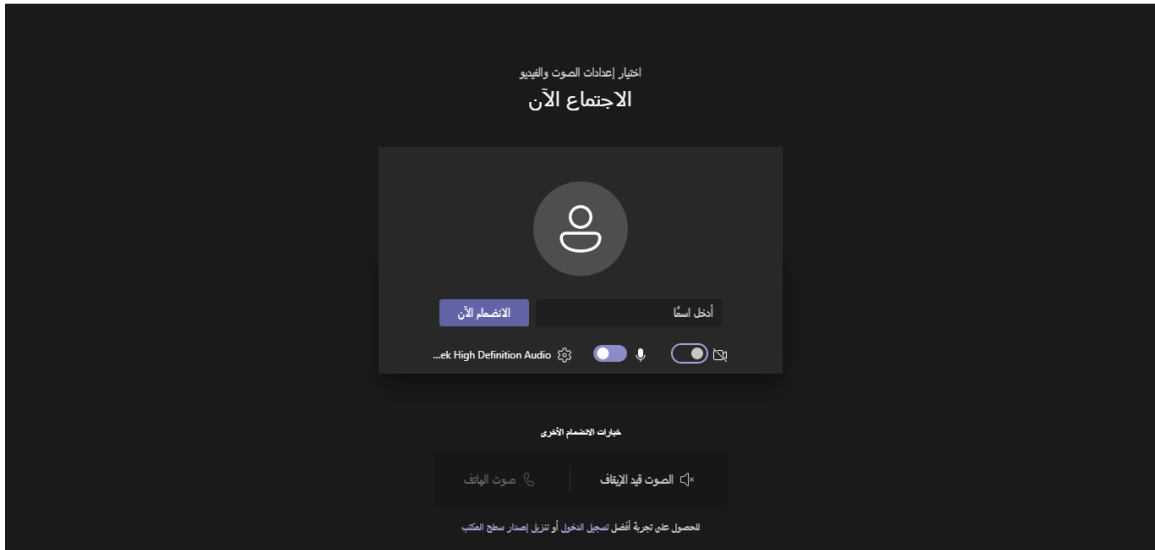 اختيار إعدادات الصوت والفيديو
الاجتماع الآن
أدخل اسمًا
الانضمام الآن
...ek High Definition Audio
خيارات الانضمام الأخرى
الصوت قيد الإيقاف
صوت الهاتف
للحصول على تجربة أفضل تسجيل الدخول أو تنزيل إصدار سطح المكتب